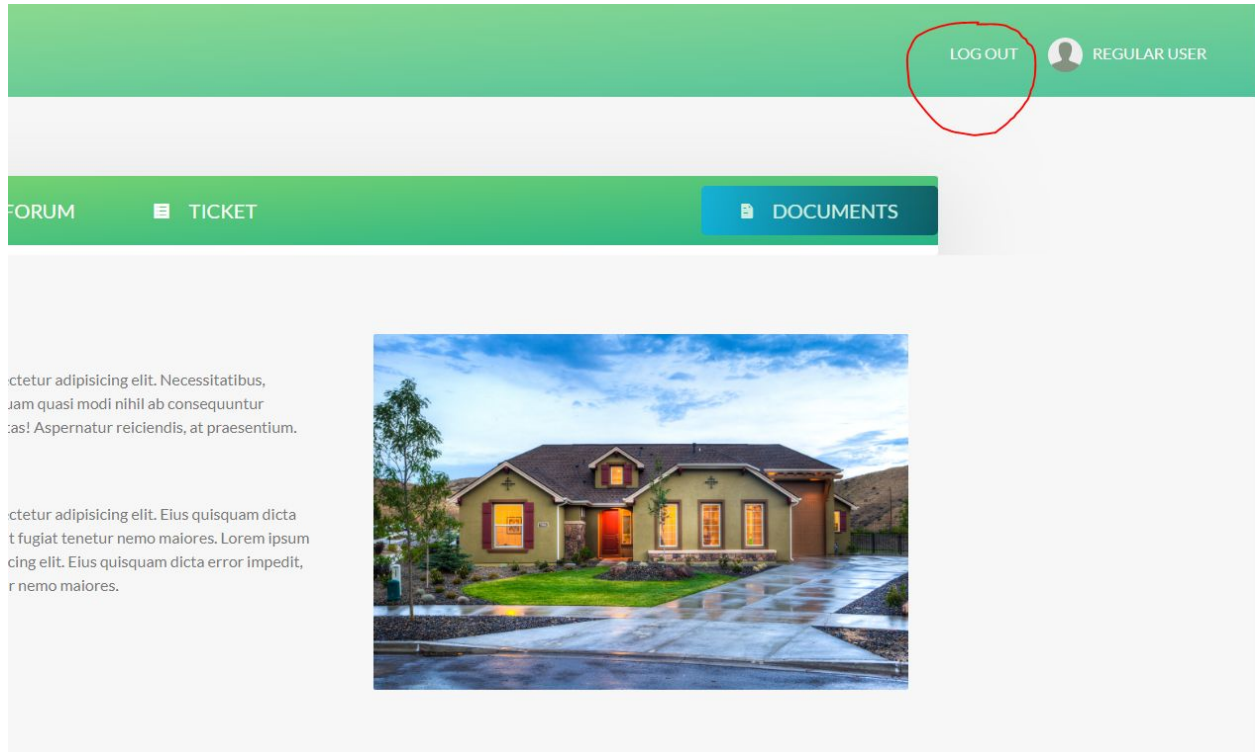 LOG OUT
REGULAR USER
FORUM
TICKET
DOCUMENTS
ctetur adipisicing elit. Necessitatibus,
uam quasi modi nihil ab consequuntur
tas! Aspernatur reiciendis, at praesentium.
ectetur adipisicing elit. Eius quisquam dicta
t fugiat tenetur nemo maiores. Lorem ipsum
cing elit. Eius quisquam dicta error impedit,
r nemo maiores.